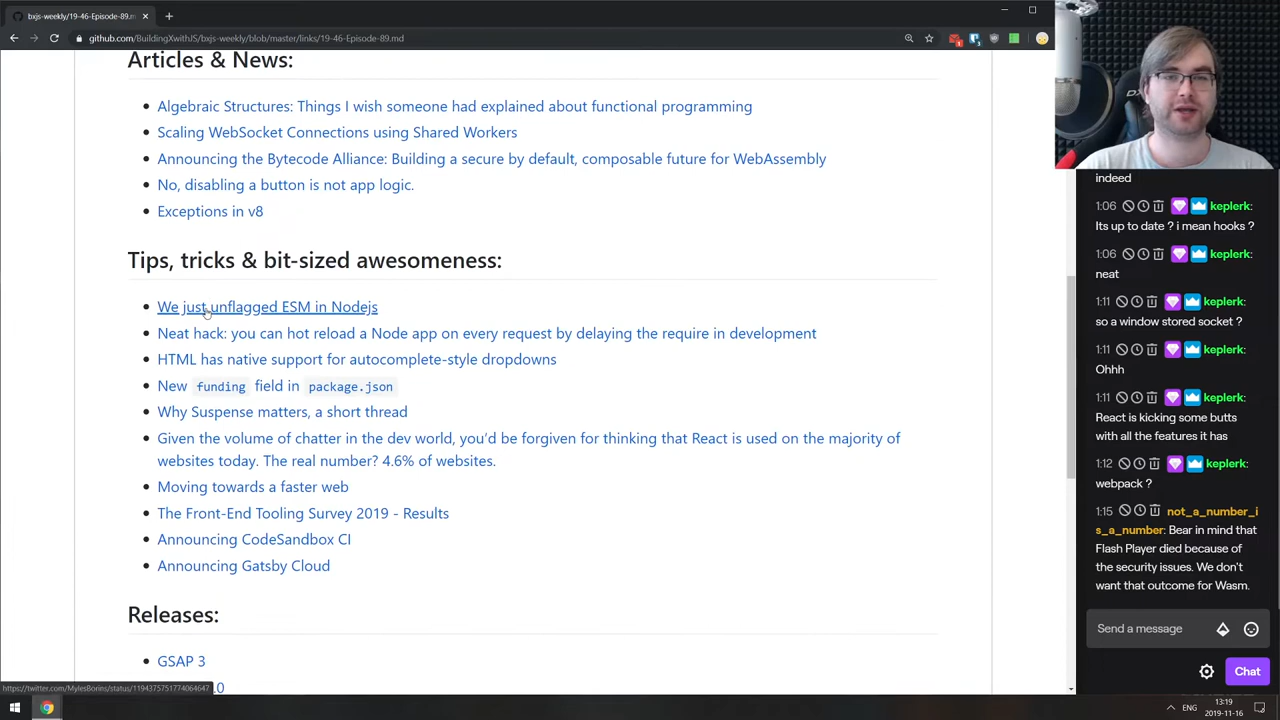 bxjs-weekly/19-46-Episode-89.m
github.com/BuildingXwithJS/bxjs-weekly/blob/master/links/19-46-Episode-89.md
Articles & News:
Algebraic Structures: Things I wish someone had explained about functional programming
Scaling WebSocket Connections using Shared Workers
Announcing the Bytecode Alliance: Building a secure by default, composable future for WebAssembly
No, disabling a button is not app logic.
Exceptions in v8
Tips, tricks & bit-sized awesomeness:
We just unflagged ESM in Nodejs
Neat hack: you can hot reload a Node app on every request by delaying the require in development
HTML has native support for autocomplete-style dropdowns
New funding field in package.json
Why Suspense matters, a short thread
Given the volume of chatter in the dev world, you'd be forgiven for thinking that React is used on the majority of
websites today. The real number? 4.6% of websites.
Moving towards a faster web
The Front-End Tooling Survey 2019 - Results
Announcing CodeSandbox CI
Announcing Gatsby Cloud
Releases:
GSAP 3
.0
https://twitter.com/MylesBorins/status/1194375751774064647
indeed
1:06 keplerk:
Its up to date ? i mean hooks ?
1:06 keplerk:
neat
1:11 keplerk:
so a window stored socket ?
1:11 keplerk:
Ohhh
1:11 keplerk:
React is kicking some butts
with all the features it has
1:12 keplerk:
webpack ?
1:15 not_a_number_i
s_a_number: Bear in mind that
Flash Player died because of
the security issues. We don't
want that outcome for Wasm.
Send a message
Chat
ENG
13:19
2019-11-16